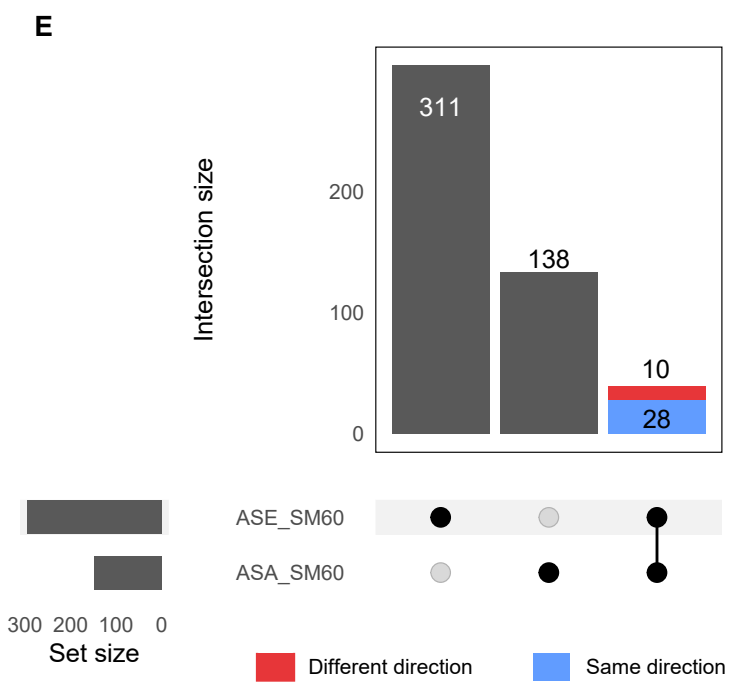 E
Intersection size
200
100
0
311
138
10
28
ASE_SM60
ASA_SM60
300 200 100 0
Set size
Different direction
Same direction